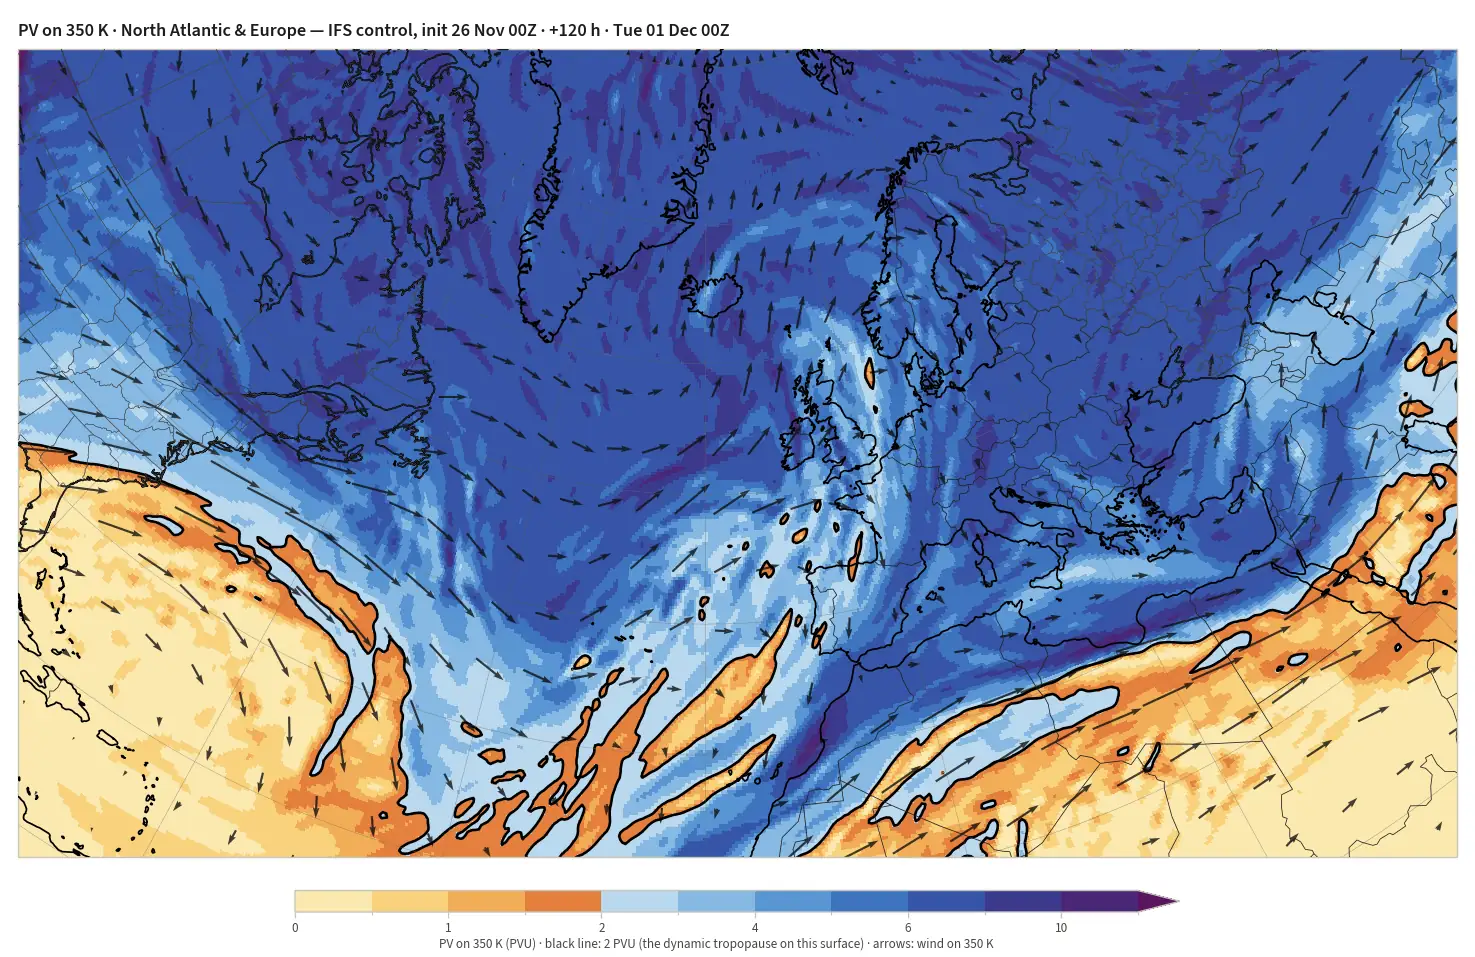 PV on 350 K · North Atlantic & Europe — IFS control, init 26 Nov 00Z · +120 h · Tue 01 Dec 00Z
0 1 2 4 6 10
PV on 350 K (PVU) · black line: 2 PVU (the dynamic tropopause on this surface) · arrows: wind on 350 K